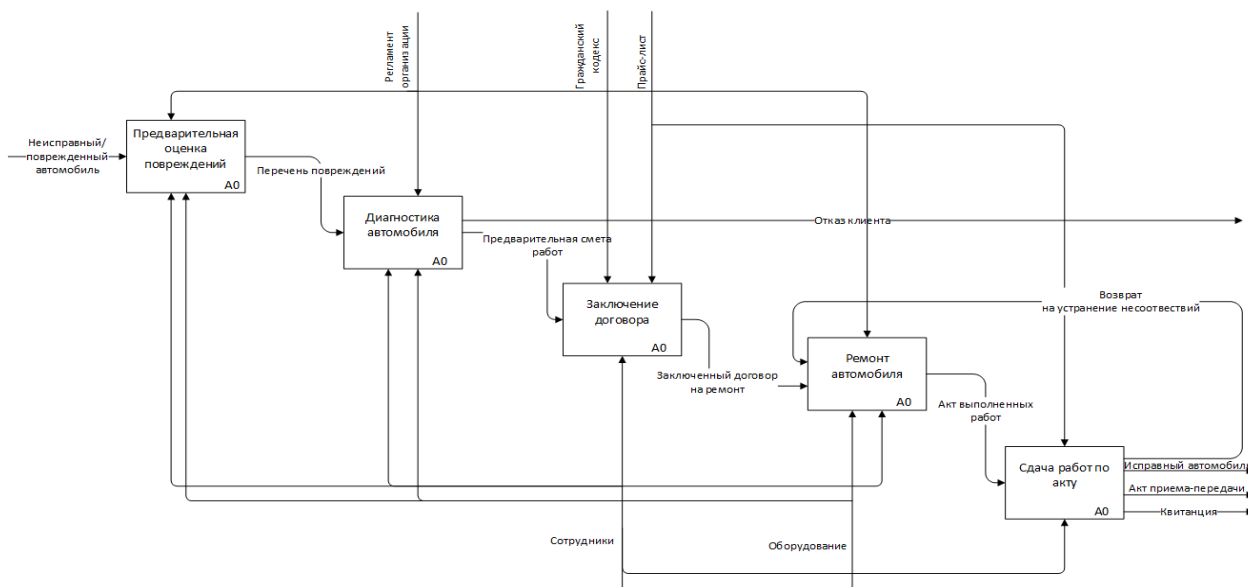 Регламент
организации
Гражданский
кодекс
Прайс-лист
Неисправный/
поврежденный
автомобиль
Предварительная
оценка
повреждений
A0
Перечень повреждений
Диагностика
автомобиля
A0
Отказ клиента
Предварительная смета
работ
Заключение
договора
A0
Возврат
на устранение несоотвествий
Заключенный договор
на ремонт
Ремонт
автомобиля
A0
Акт выполненных
работ
Сдача работ по
акту
A0
Исправный автомобиль
Акт приема-передачи
Квитанция
Сотрудники
Оборудование